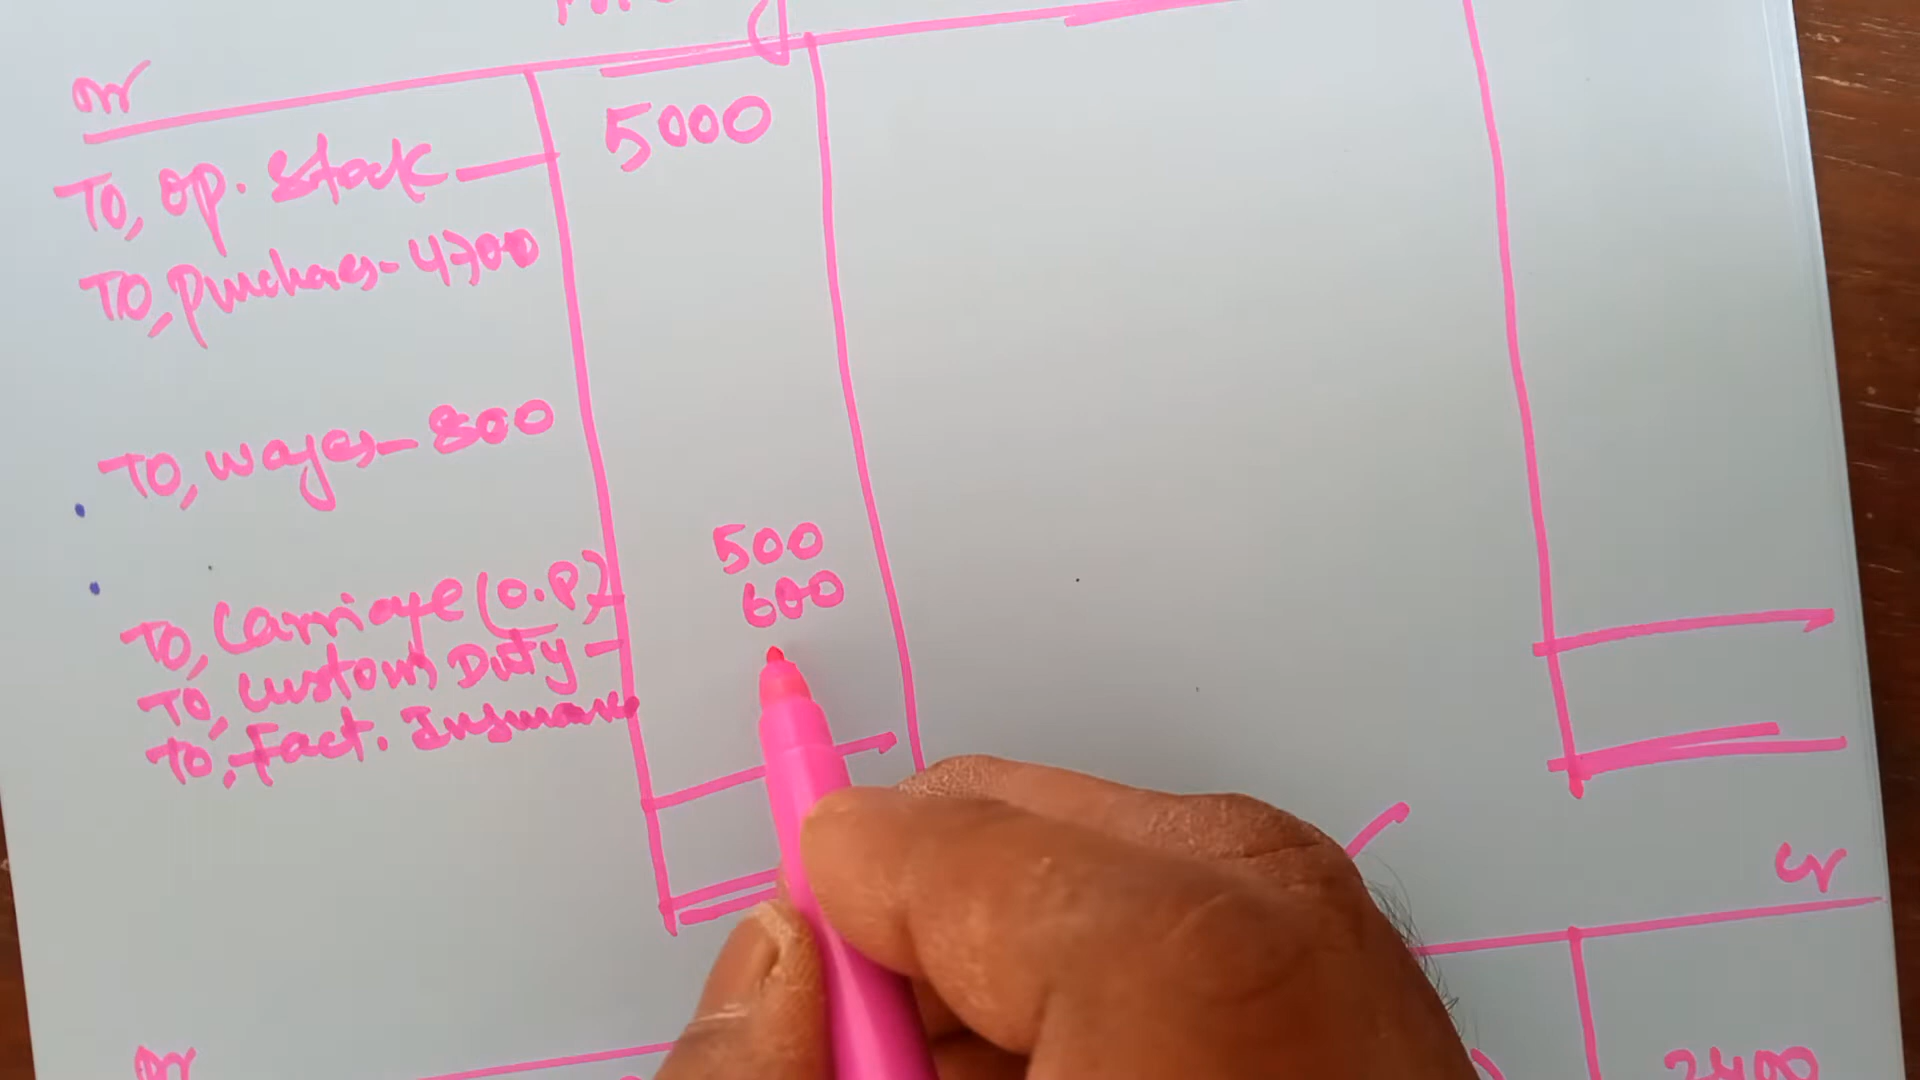 Dr
To, op. Stock — 5000
To, purchases - 4700
To, wages - 800
To, Carriage (O.P) - 500
To, Custom Duty - 600
To, Fact. Insurance
Cr
Dr
2400